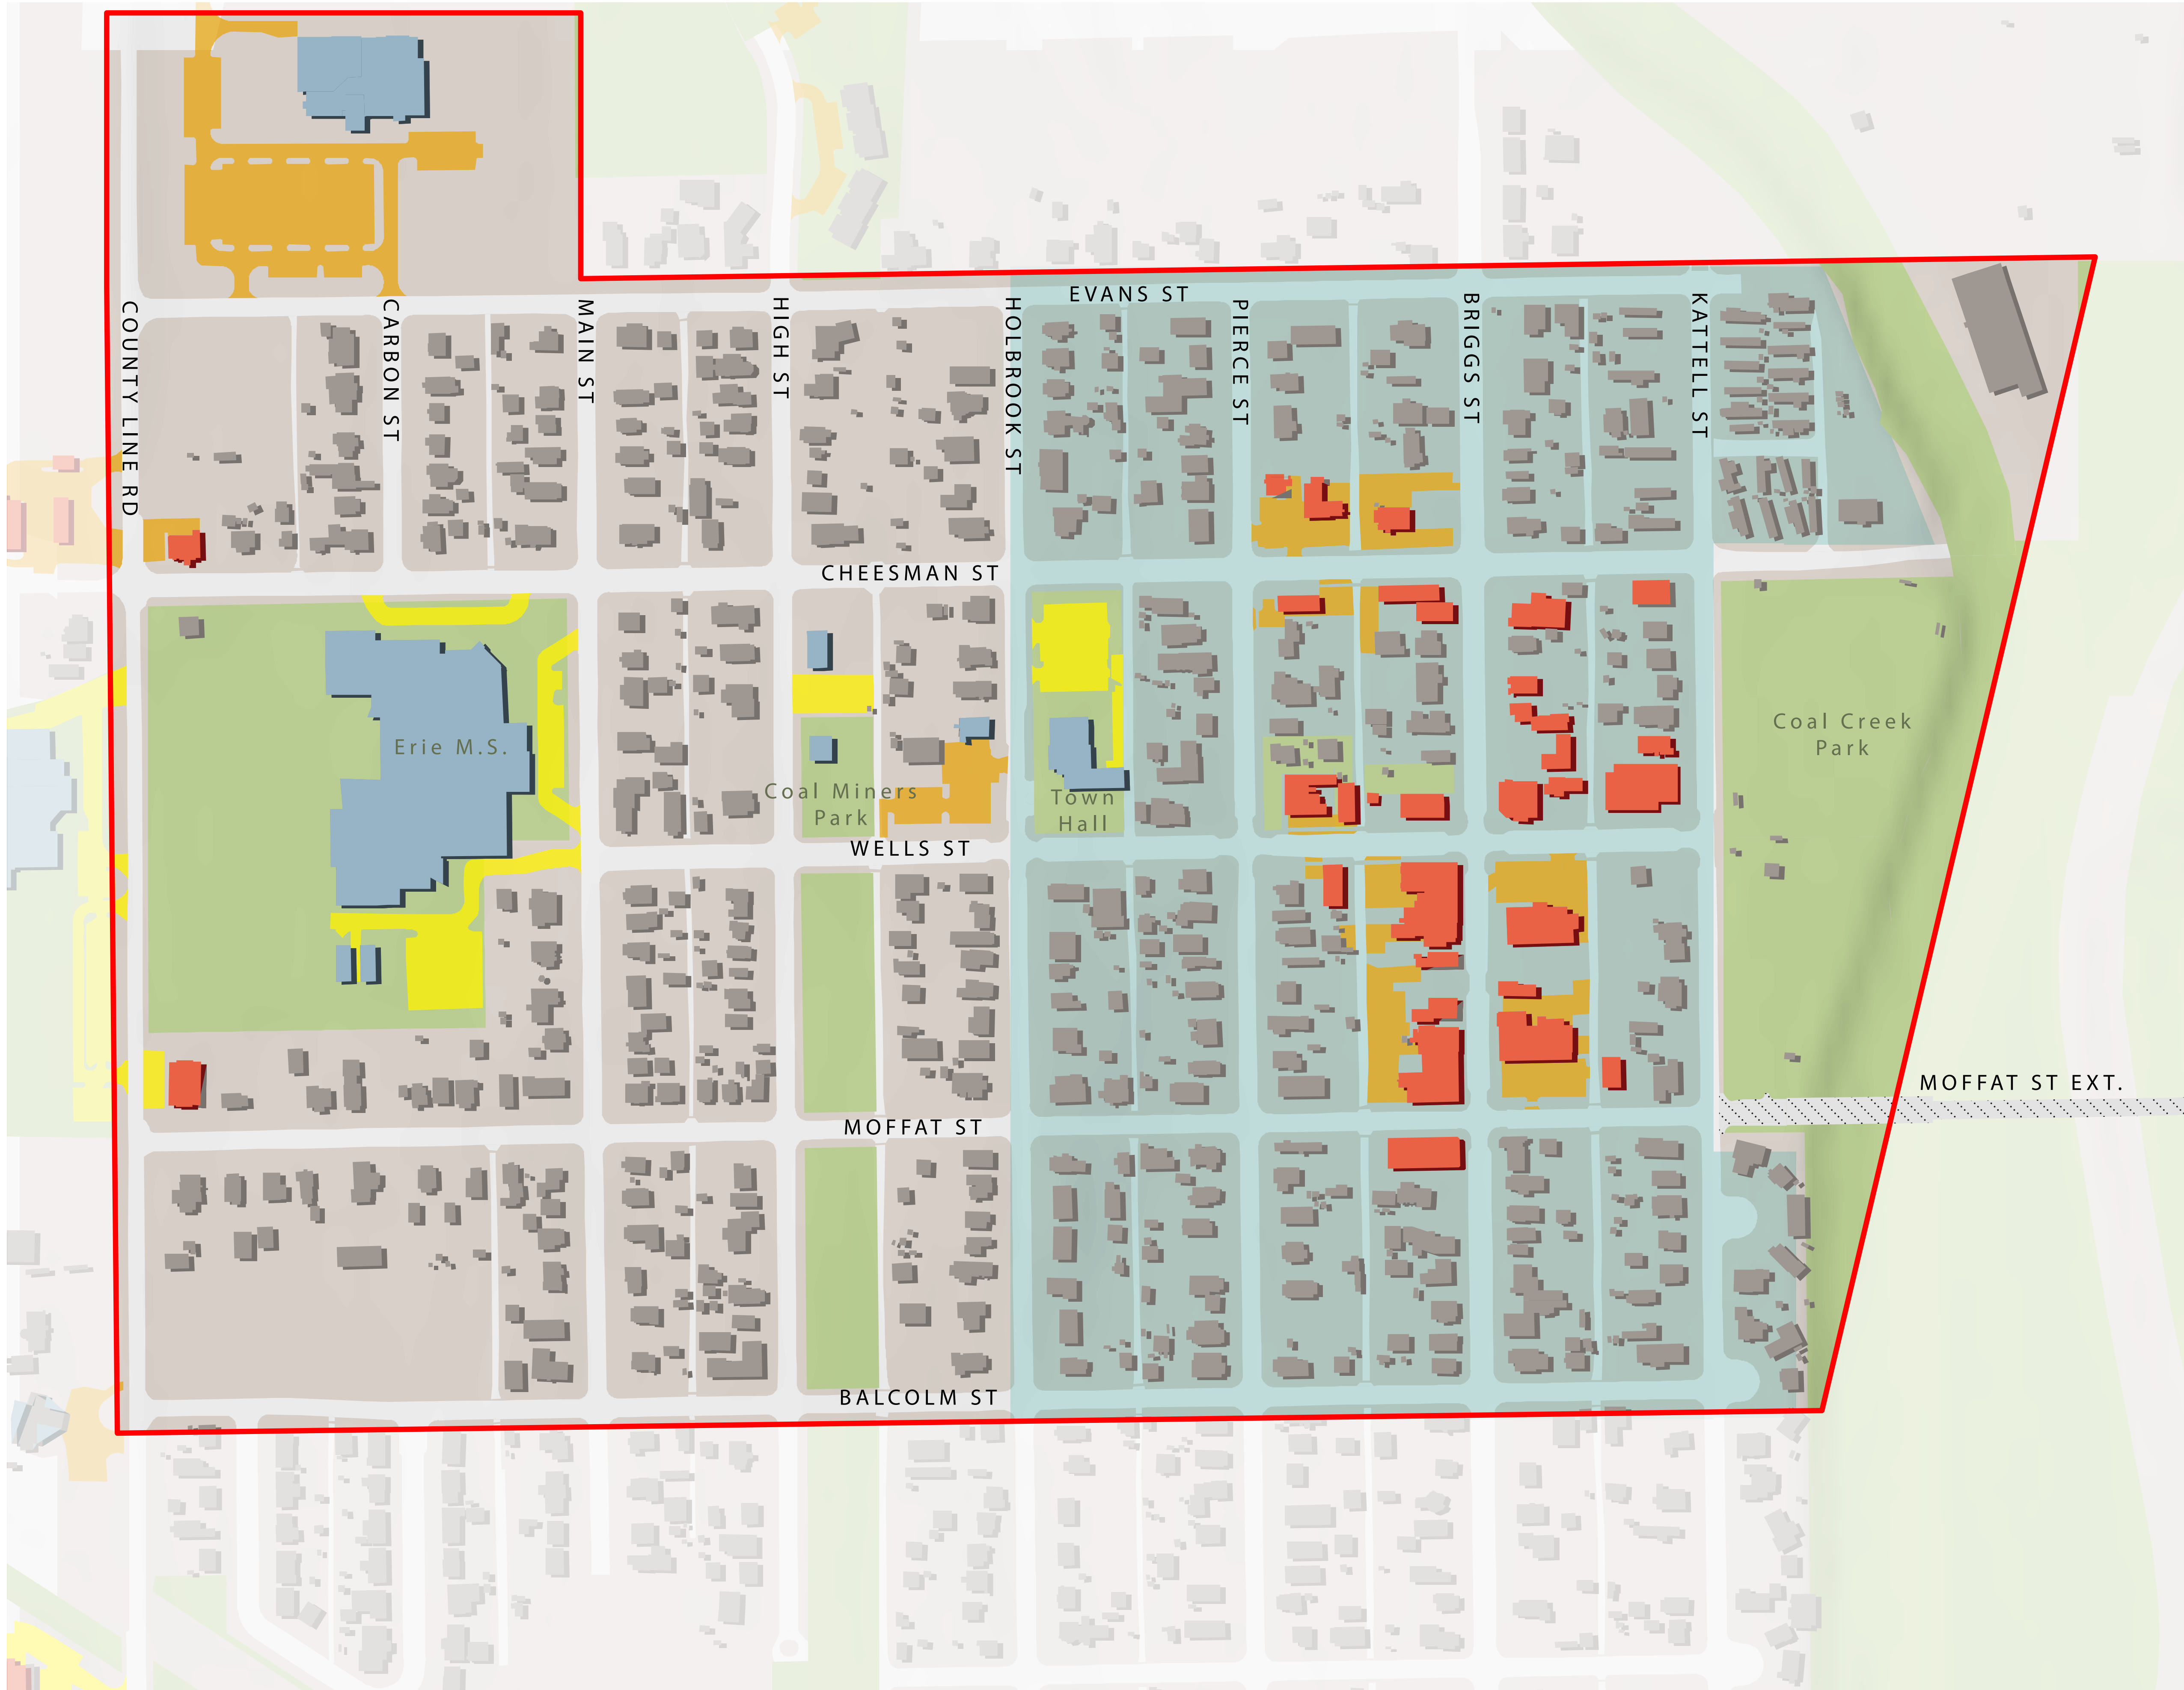 EVANS ST
COUNTY LINE RD
CARBON ST
MAIN ST
HIGH ST
HOLBROOK ST
PIERCE ST
BRIGGS ST
KATTELL ST
CHEESMAN ST
Erie M.S.
Coal Miners
Park
Town
Hall
Coal Creek
Park
WELLS ST
MOFFAT ST EXT.
MOFFAT ST
BALCOLM ST